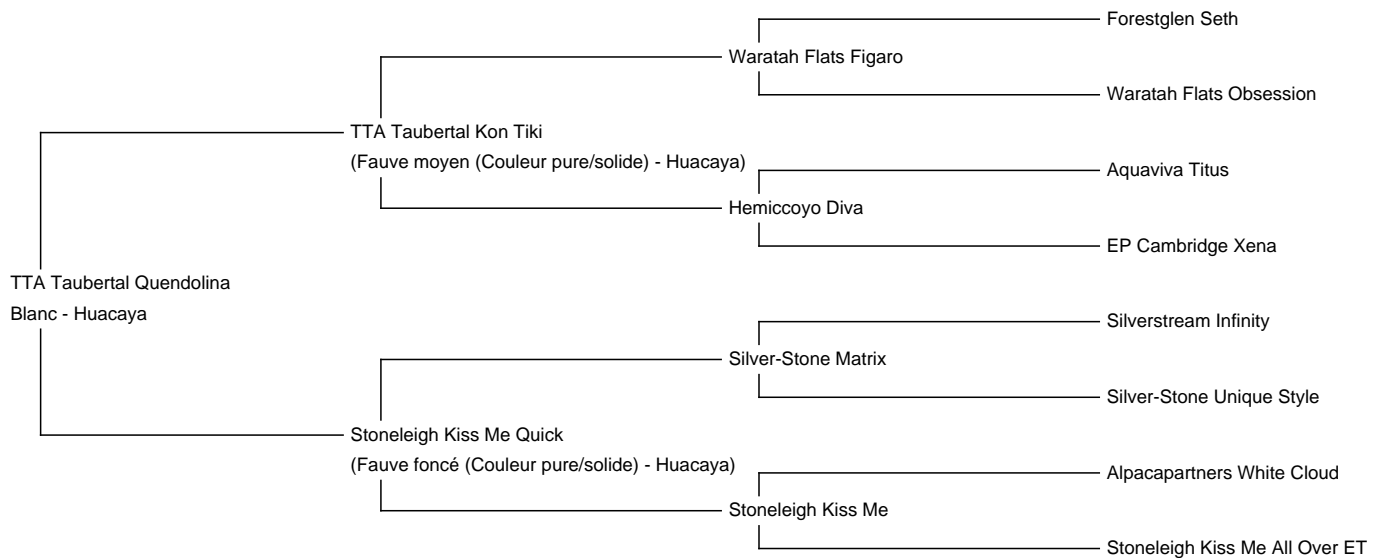 Forestglen Seth
Waratah Flats Figaro
Waratah Flats Obsession
TTA Taubertal Kon Tiki
(Fauve moyen (Couleur pure/solide) - Huacaya)
Aquaviva Titus
Hemiccoyo Diva
EP Cambridge Xena
TTA Taubertal Quendolina
Blanc - Huacaya
Silverstream Infinity
Silver-Stone Matrix
Silver-Stone Unique Style
Stoneleigh Kiss Me Quick
(Fauve foncé (Couleur pure/solide) - Huacaya)
Alpacapartners White Cloud
Stoneleigh Kiss Me
Stoneleigh Kiss Me All Over ET